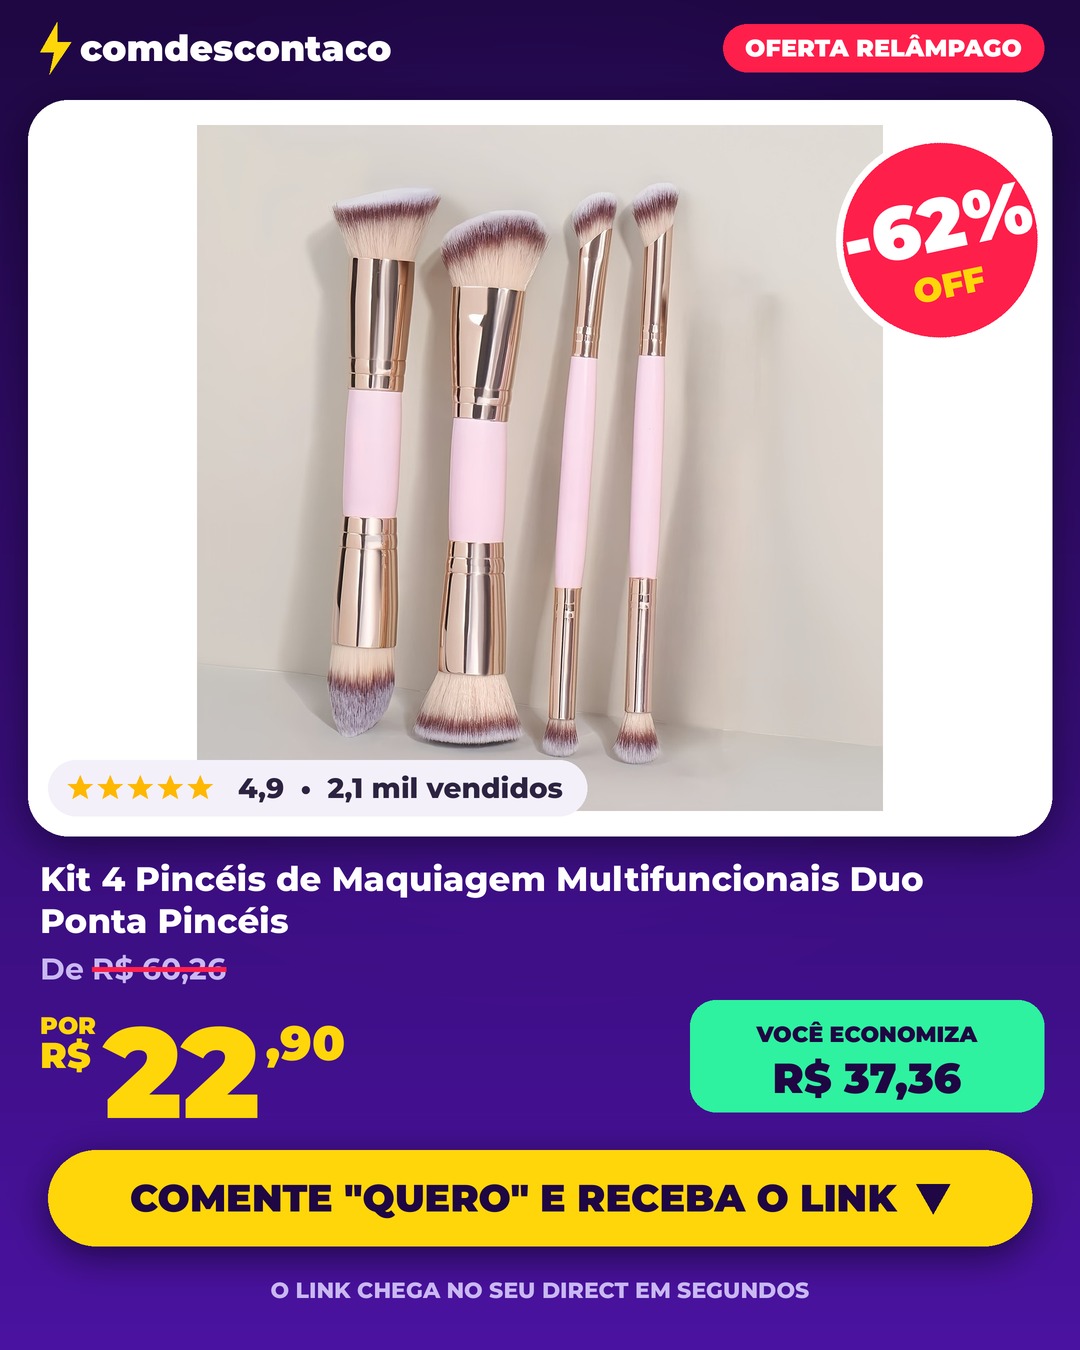 comdescontaco
OFERTA RELÂMPAGO
-62%
OFF
4,9 • 2,1 mil vendidos
Kit 4 Pincéis de Maquiagem Multifuncionais Duo
Ponta Pincéis
De R$ 60,26
POR
R$ 22,90
VOCÊ ECONOMIZA
R$ 37,36
COMENTE "QUERO" E RECEBA O LINK ▼
O LINK CHEGA NO SEU DIRECT EM SEGUNDOS